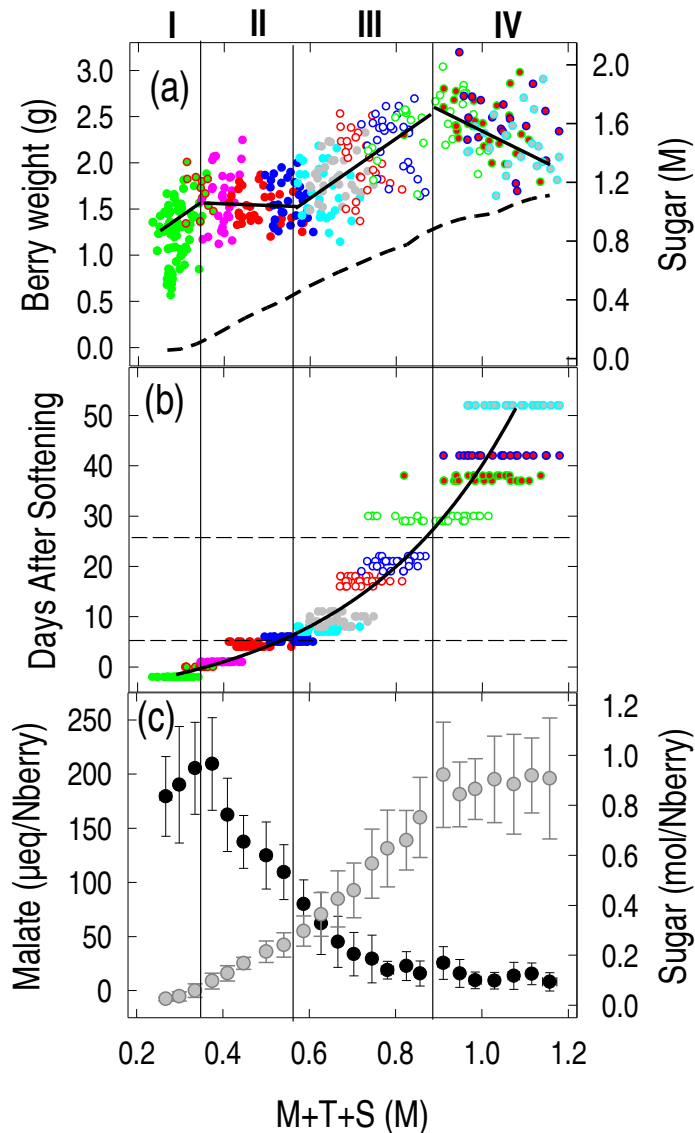 I II III IV
(a)
Berry weight (g)
3.0
2.5
2.0
1.5
1.0
0.5
0.0
Sugar (M)
2.0
1.6
1.2
0.8
0.4
0.0
(b)
Days After Softening
50
40
30
20
10
0
(c)
Malate (µeq/Nberry)
250
200
150
100
50
0
Sugar (mol/Nberry)
1.2
1.0
0.8
0.6
0.4
0.2
0.0
0.2 0.4 0.6 0.8 1.0 1.2
M+T+S (M)